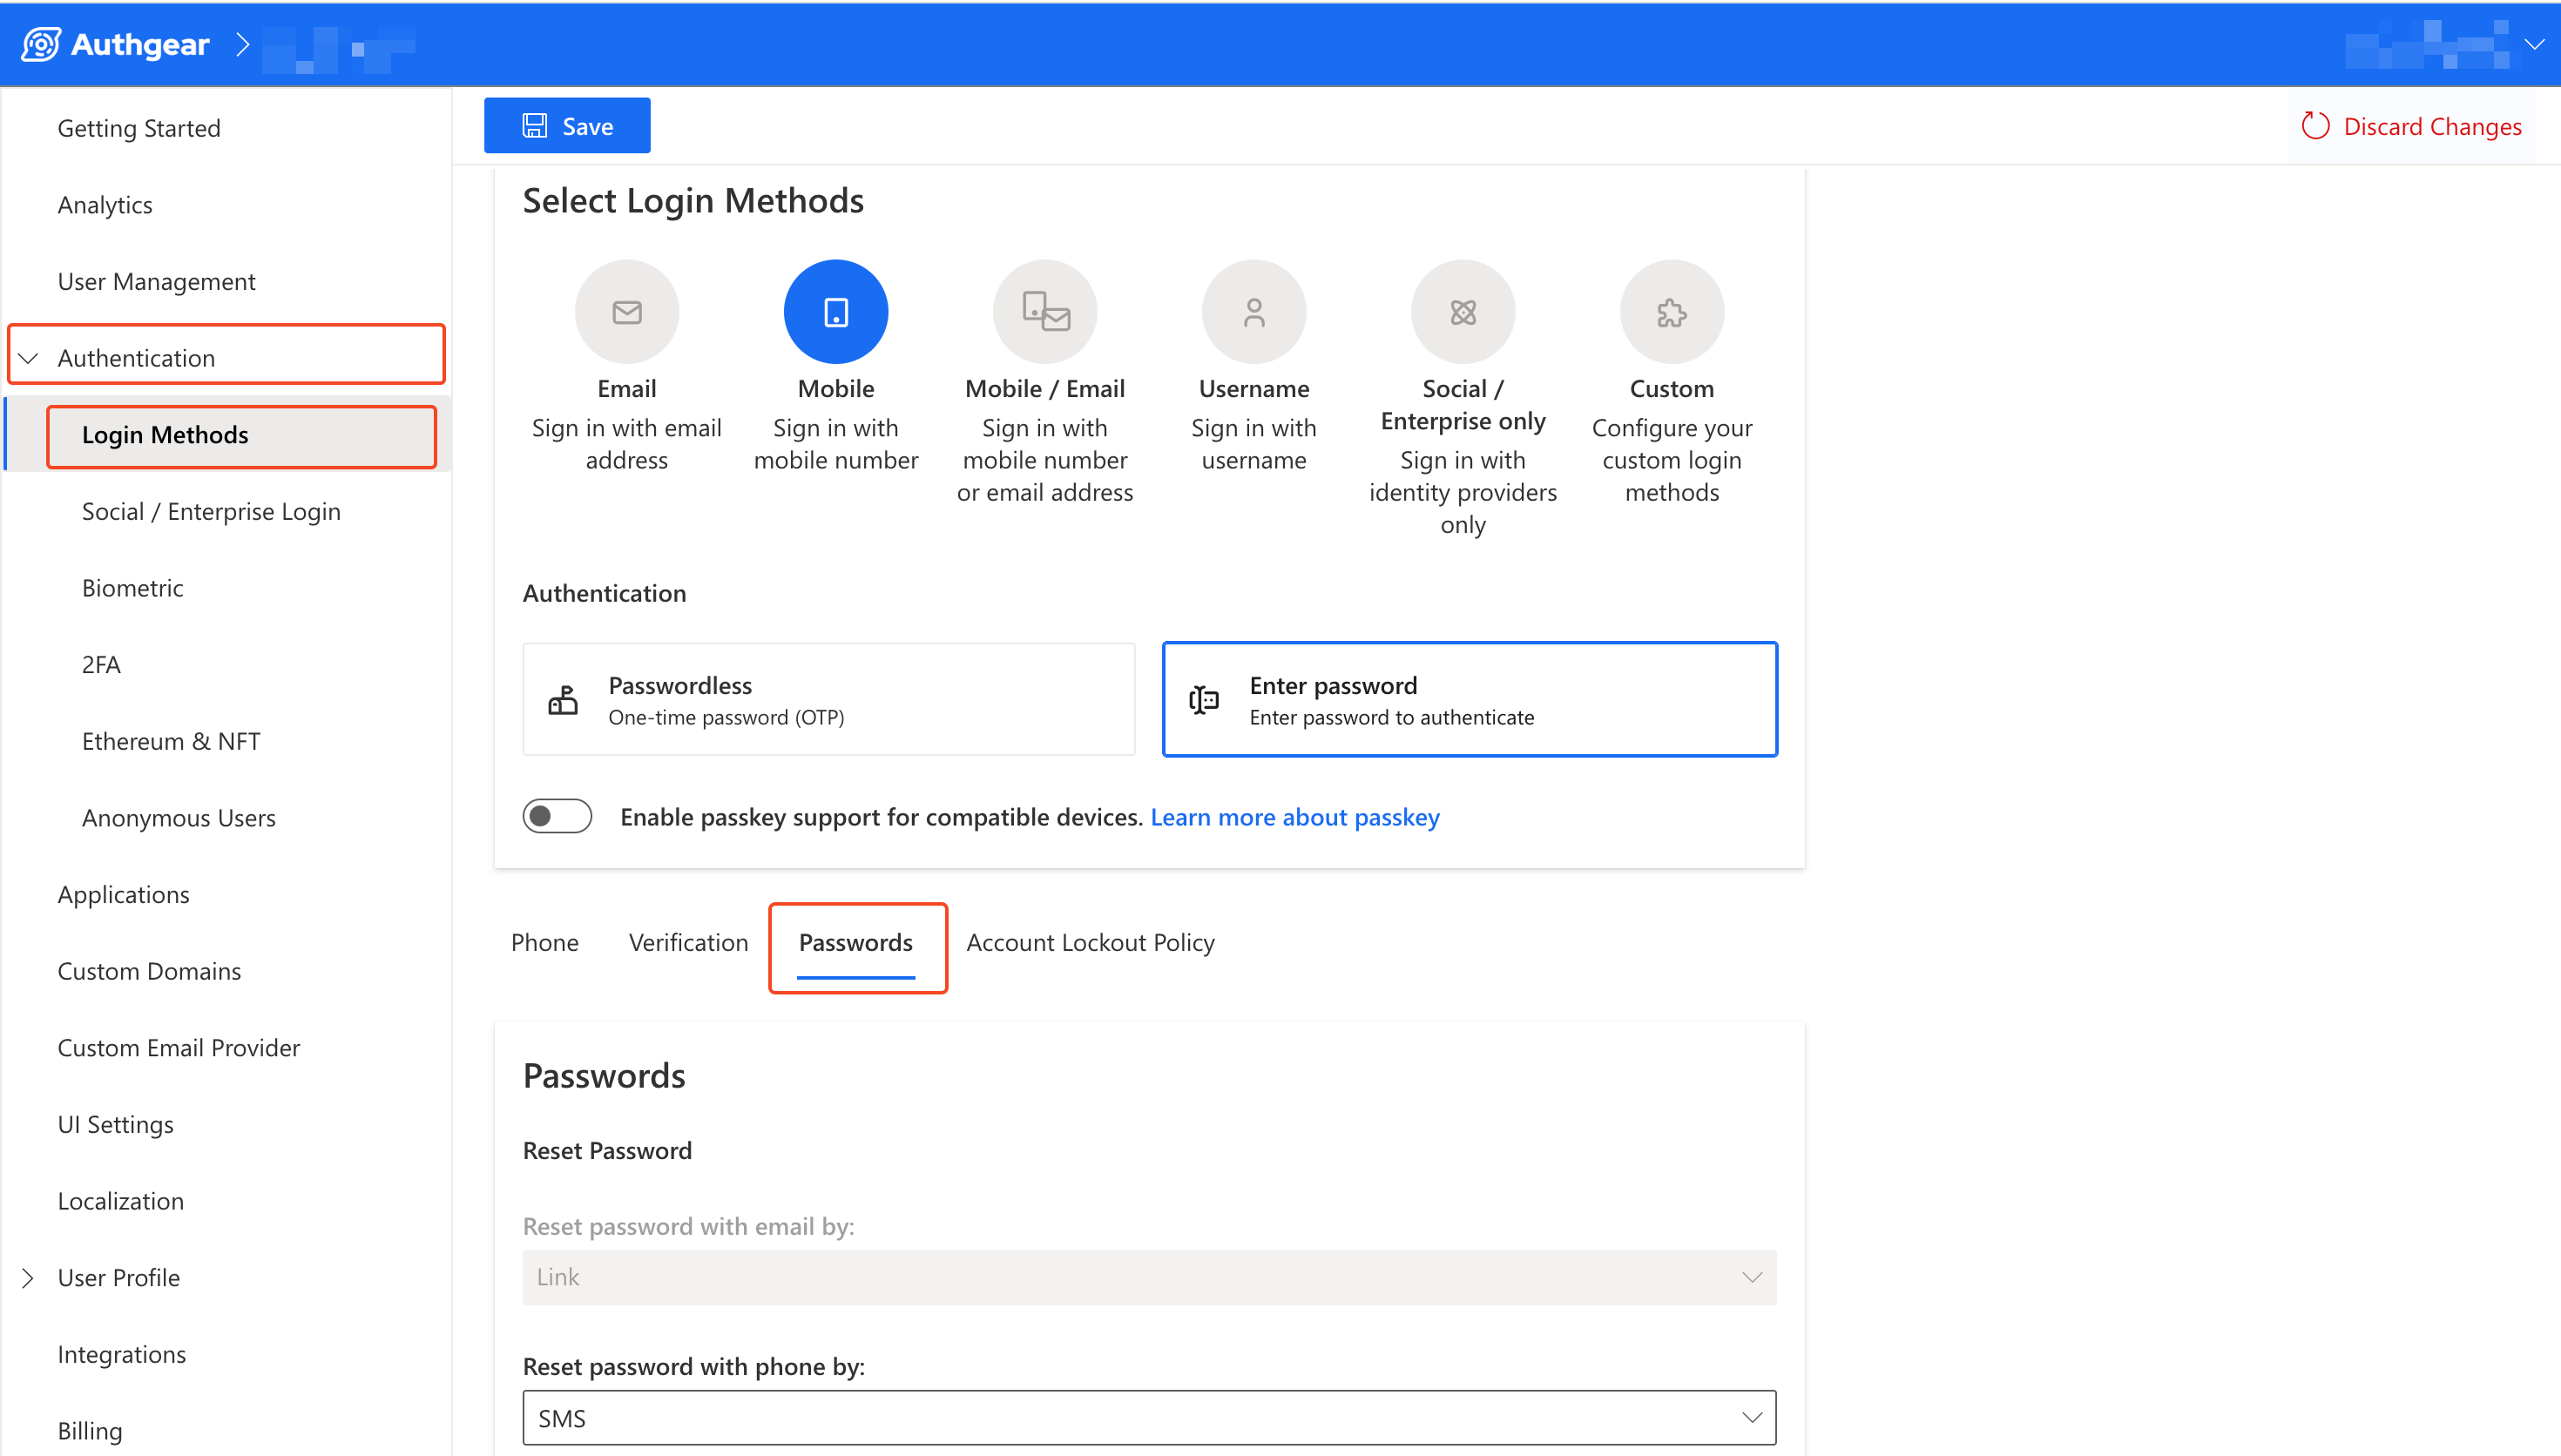 Authgear
Save
Discard Changes
Getting Started
Analytics
User Management
Authentication
Login Methods
Social / Enterprise Login
Biometric
2FA
Ethereum & NFT
Anonymous Users
Applications
Custom Domains
Custom Email Provider
UI Settings
Localization
User Profile
Integrations
Billing
Select Login Methods
Email
Sign in with email
address
Mobile
Sign in with
mobile number
Mobile / Email
Sign in with
mobile number
or email address
Username
Sign in with
username
Social /
Enterprise only
Sign in with
identity providers
only
Custom
Configure your
custom login
methods
Authentication
Passwordless
One-time password (OTP)
Enter password
Enter password to authenticate
Enable passkey support for compatible devices. Learn more about passkey
Phone
Verification
Passwords
Account Lockout Policy
Passwords
Reset Password
Reset password with email by:
Link
Reset password with phone by:
SMS